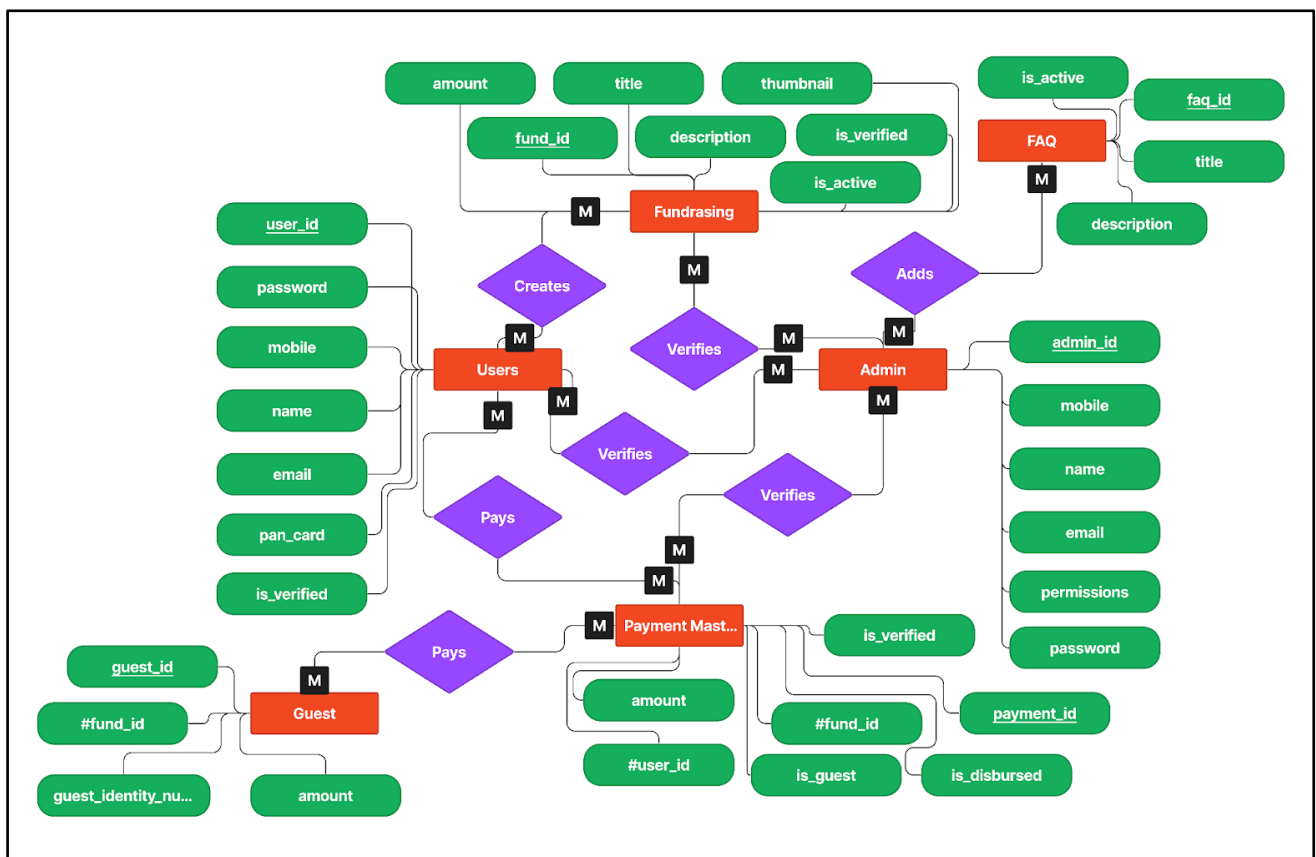 amount
title
thumbnail
is_active
faq_id
fund_id
description
is_verified
FAQ
title
M
is_active
user_id
M
Fundrasing
description
password
Creates
M
Adds
mobile
M
Verifies
M
M
admin_id
Users
M
Admin
name
M
M
M
mobile
email
Verifies
name
Pays
Verifies
pan_card
email
is_verified
M
M
permissions
Pays
M
Payment Mast...
is_verified
password
guest_id
M
Guest
amount
#fund_id
payment_id
#fund_id
#user_id
is_guest
is_disbursed
guest_identity_nu...
amount